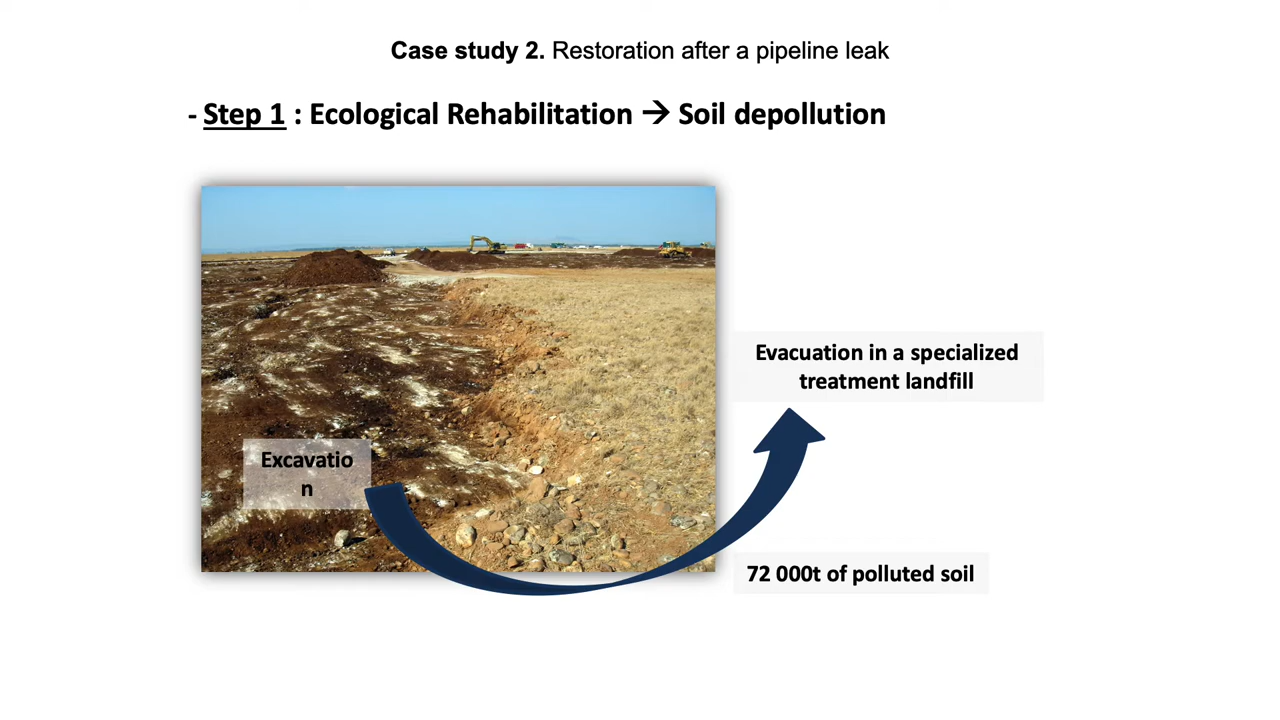 Case study 2. Restoration after a pipeline leak
- Step 1 : Ecological Rehabilitation → Soil depollution
Evacuation in a specialized
treatment landfill
Excavatio
n
72 000t of polluted soil